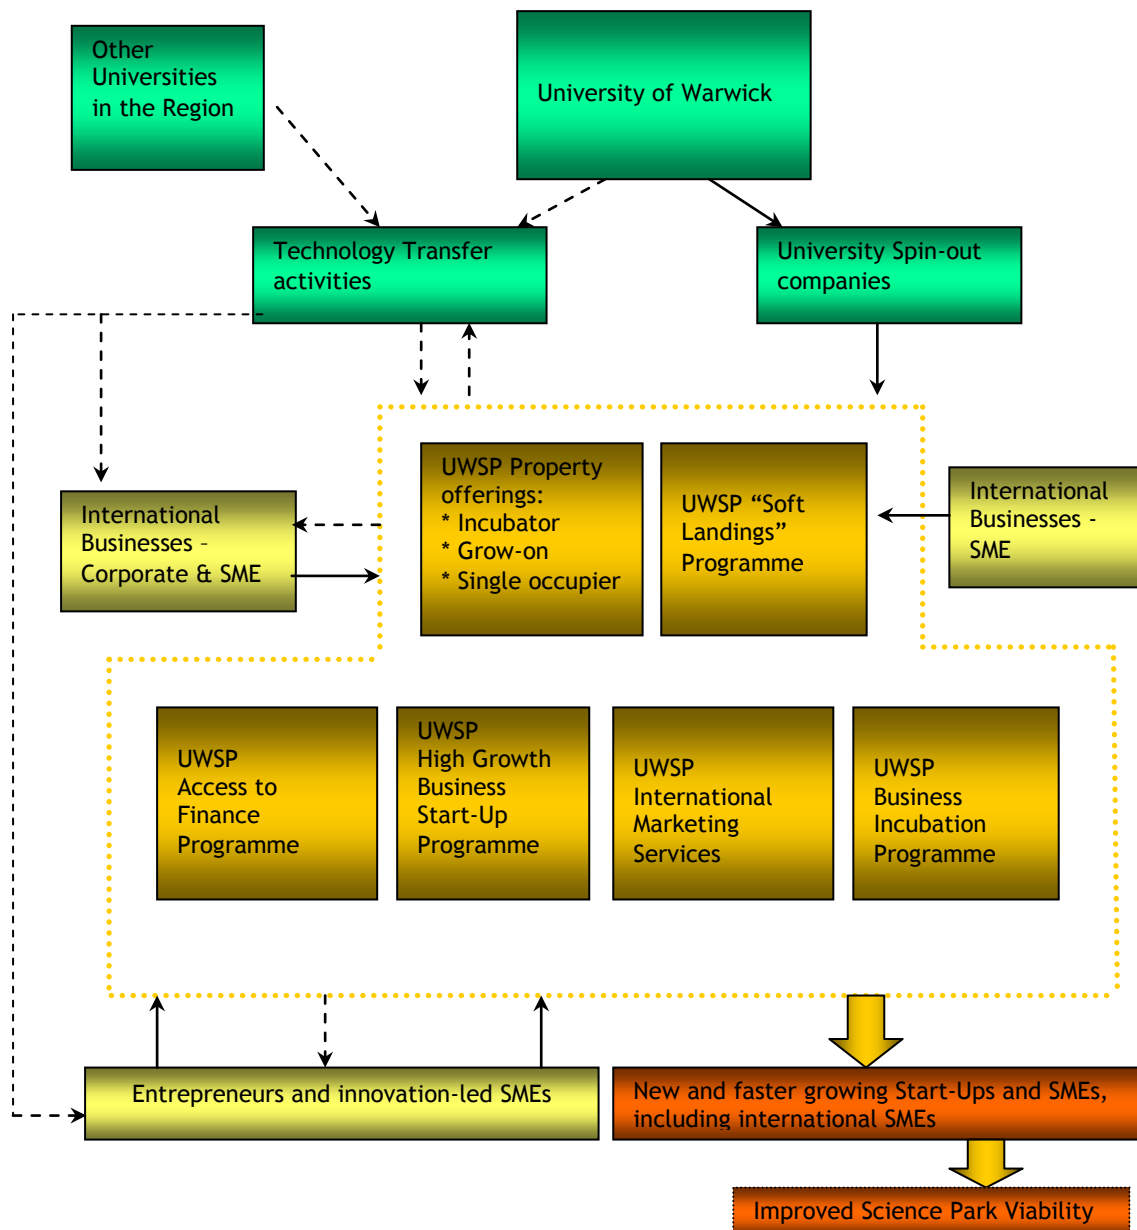 Other
Universities
in the Region
University of Warwick
Technology Transfer
activities
University Spin-out
companies
International
Businesses –
Corporate & SME
UWSP Property
offerings:
* Incubator
* Grow-on
* Single occupier
UWSP “Soft
Landings”
Programme
International
Businesses -
SME
UWSP
Access to
Finance
Programme
UWSP
High Growth
Business
Start-Up
Programme
UWSP
International
Marketing
Services
UWSP
Business
Incubation
Programme
Entrepreneurs and innovation-led SMEs
New and faster growing Start-Ups and SMEs,
including international SMEs
Improved Science Park Viability